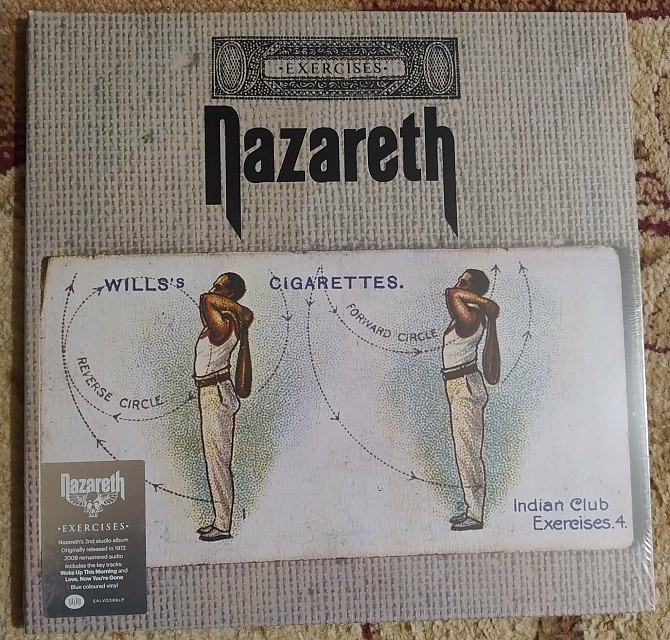 ·EXERCISES·
Nazareth
WILLS'S CIGARETTES.
REVERSE CIRCLE
FORWARD CIRCLE
Indian Club
Exercises.4.
Nazareth
·EXERCISES·
Nazareth's 2nd studio album
Originally released in 1972
2009 remastered audio
Includes the key tracks
Woke Up This Morning and
Love, Now You're Gone
Blue coloured vinyl
SALVO
SALVO388LP